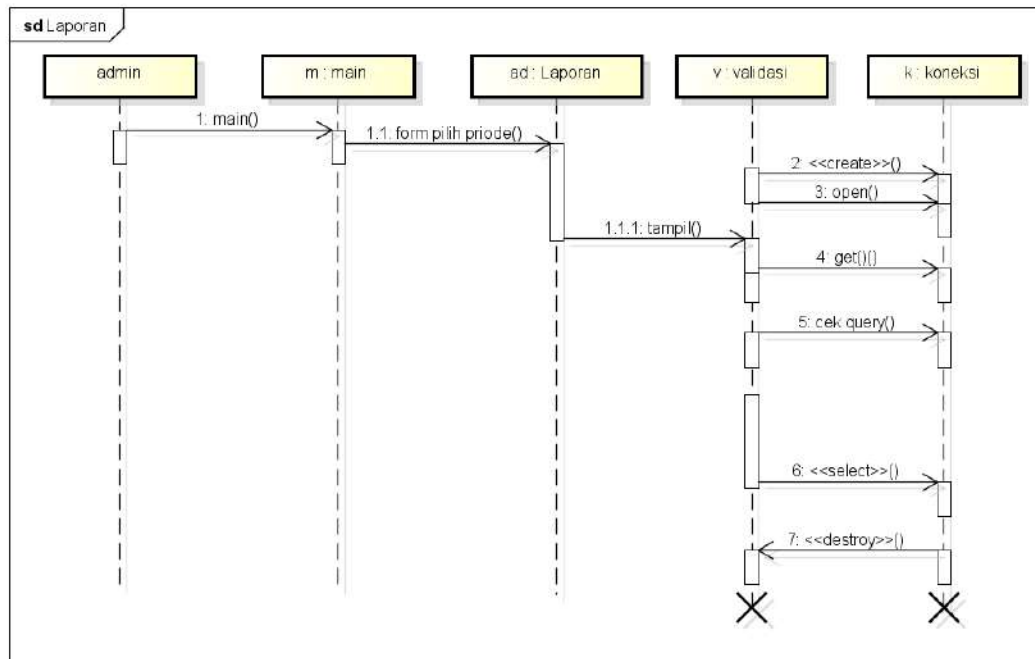 sd Laporan
admin
m : main
ad : Laporan
v : validasi
k : koneksi
1: main()
1.1: form pilih priode()
2: <<create>>()
3: open()
1.1.1: tampil()
4: get()()
5: cek query()
6: <<select>>()
7: <<destroy>>()